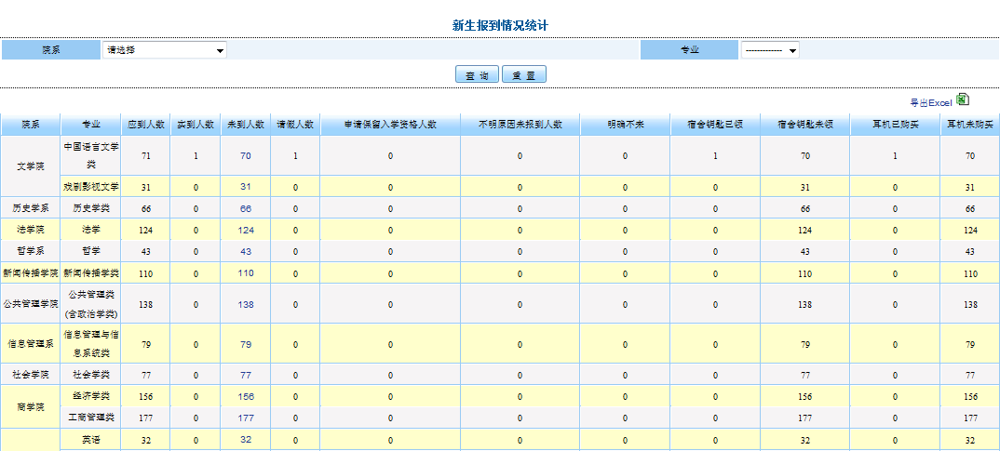 新生报到情况统计
院系 请选择 专业 -------------
查 询 重 置
导出Excel
院系 专业 应到人数 实到人数 未到人数 请假人数 申请保留入学资格人数 不明原因未报到人数 明确不来 宿舍钥匙已领 宿舍钥匙未领 耳机已购买 耳机未购买
文学院 中国语言文学类 71 1 70 1 0 0 0 1 70 1 70
戏剧影视文学 31 0 31 0 0 0 0 0 31 0 31
历史学系 历史学类 66 0 66 0 0 0 0 0 66 0 66
法学院 法学 124 0 124 0 0 0 0 0 124 0 124
哲学系 哲学 43 0 43 0 0 0 0 0 43 0 43
新闻传播学院 新闻传播学类 110 0 110 0 0 0 0 0 110 0 110
公共管理学院 公共管理类(含政治学类) 138 0 138 0 0 0 0 0 138 0 138
信息管理系 信息管理与信息系统类 79 0 79 0 0 0 0 0 79 0 79
社会学院 社会学类 77 0 77 0 0 0 0 0 77 0 77
商学院 经济学类 156 0 156 0 0 0 0 0 156 0 156
工商管理类 177 0 177 0 0 0 0 0 177 0 177
英语 32 0 32 0 0 0 0 0 32 0 32